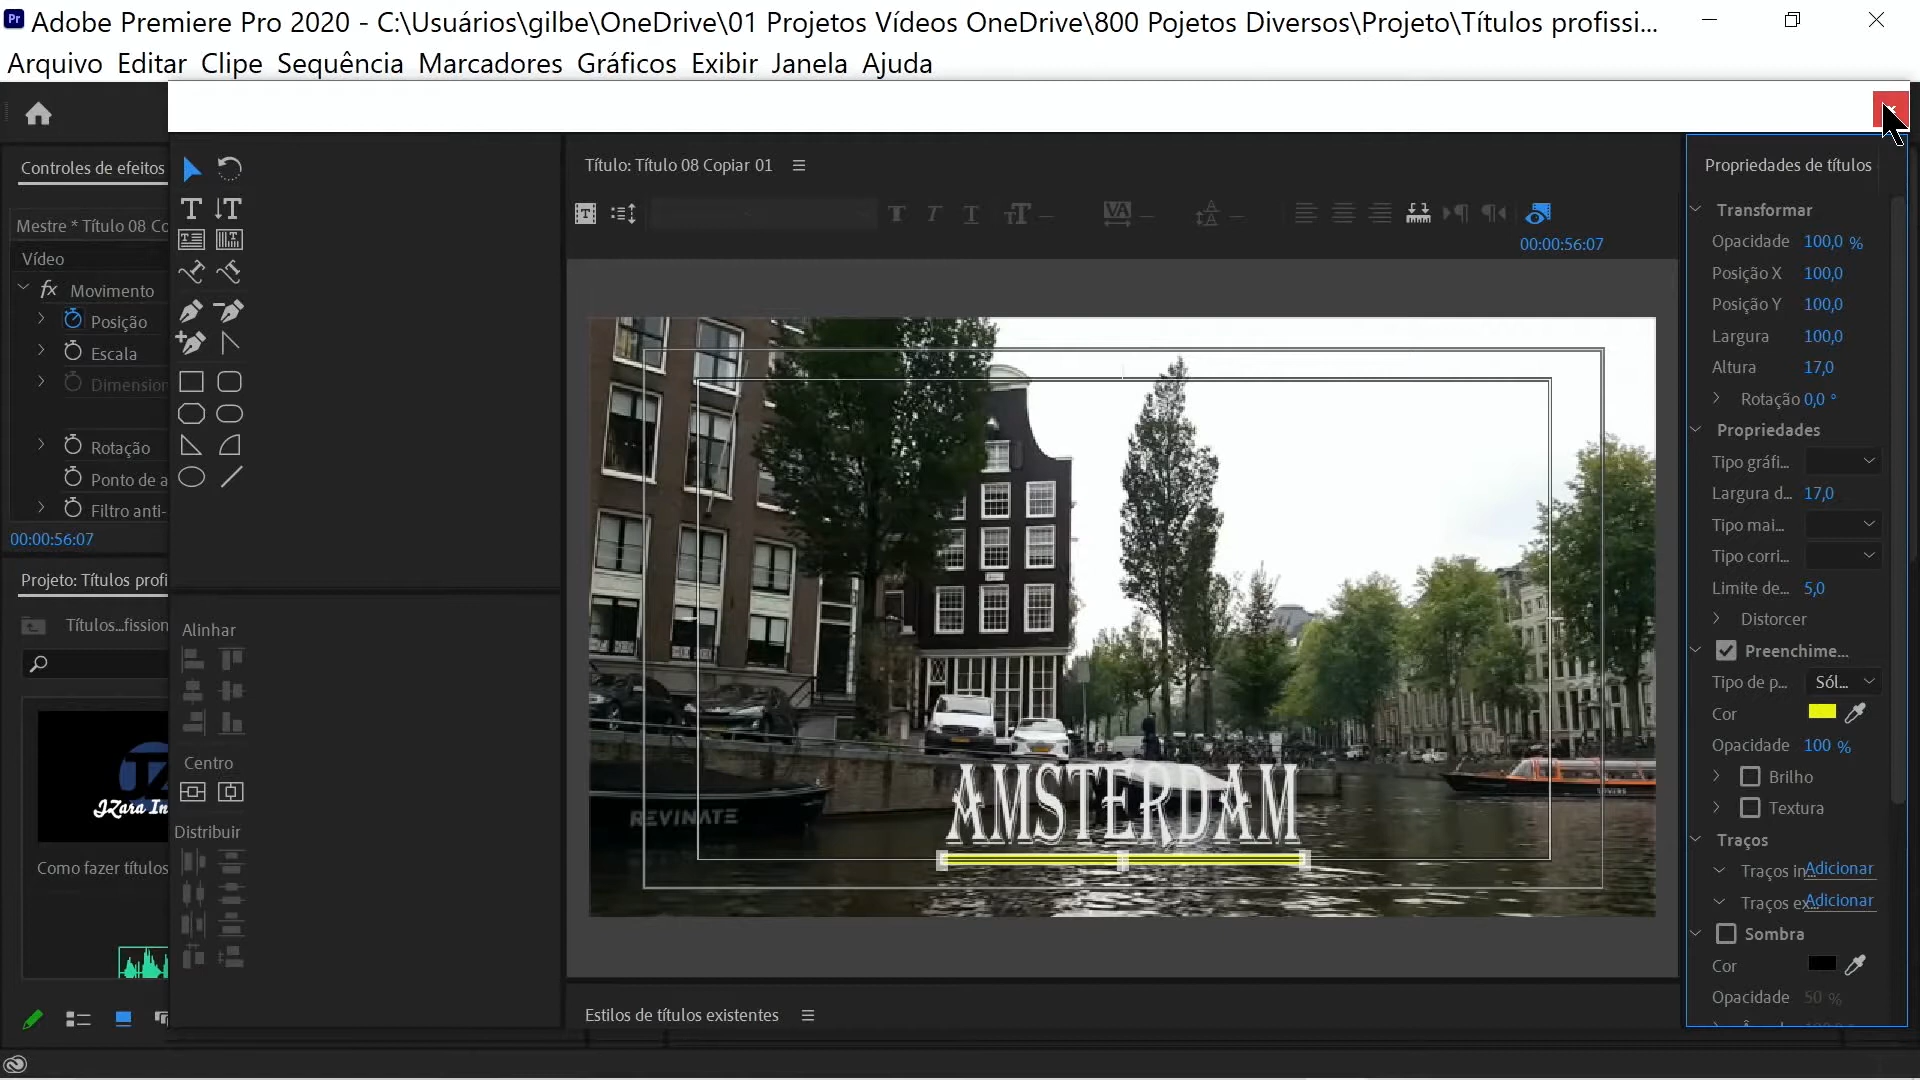 Adobe Premiere Pro 2020 - C:\Usuários\gilbe\OneDrive\01 Projetos Vídeos OneDrive\800 Pojetos Diversos\Projeto\Títulos profissi...
Arquivo Editar Clipe Sequência Marcadores Gráficos Exibir Janela Ajuda
Controles de efeitos
Mestre * Título 08 Co
Vídeo
fx Movimento
Posição
Escala
Dimension
Rotação
Ponto de a
Filtro anti-
00:00:56:07
Projeto: Títulos profi
Títulos...fission
JZara In
Como fazer títulos
Alinhar
Centro
Distribuir
Título: Título 08 Copiar 01
00:00:56:07
REVINATE
AMSTERDAM
Estilos de títulos existentes
Propriedades de títulos
Transformar
Opacidade 100,0 %
Posição X 100,0
Posição Y 100,0
Largura 100,0
Altura 17,0
Rotação 0,0 °
Propriedades
Tipo gráfi...
Largura d... 17,0
Tipo mai...
Tipo corri...
Limite de... 5,0
Distorcer
Preenchime...
Tipo de p... Sól...
Cor
Opacidade 100 %
Brilho
Textura
Traços
Traços in... Adicionar
Traços ex... Adicionar
Sombra
Cor
Opacidade 50 %